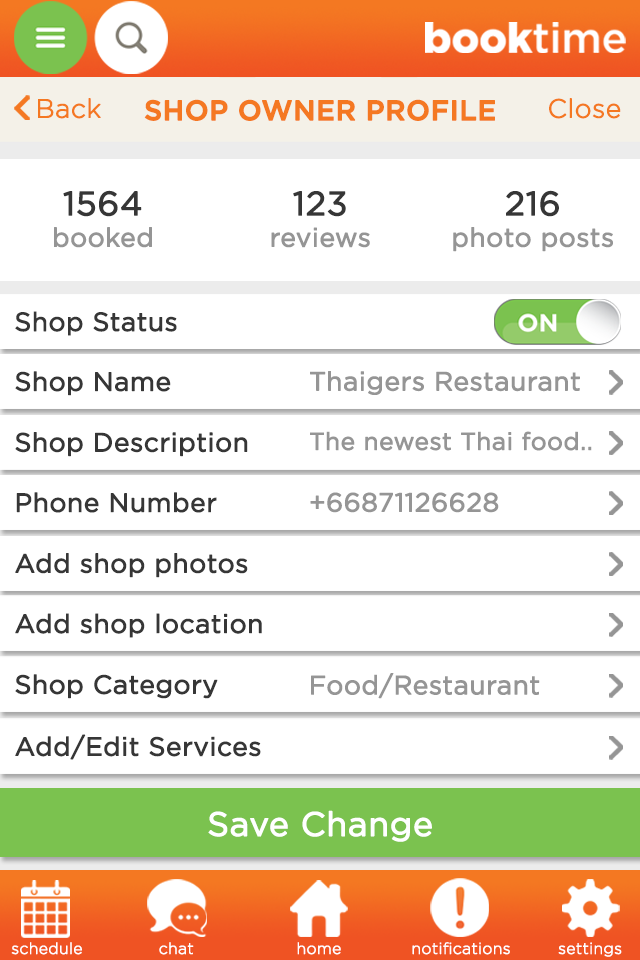 booktime
Back SHOP OWNER PROFILE Close
1564 123 216
booked reviews photo posts
Shop Status ON
Shop Name Thaigers Restaurant
Shop Description The newest Thai food..
Phone Number +66871126628
Add shop photos
Add shop location
Shop Category Food/Restaurant
Add/Edit Services
Save Change
schedule chat home notifications settings